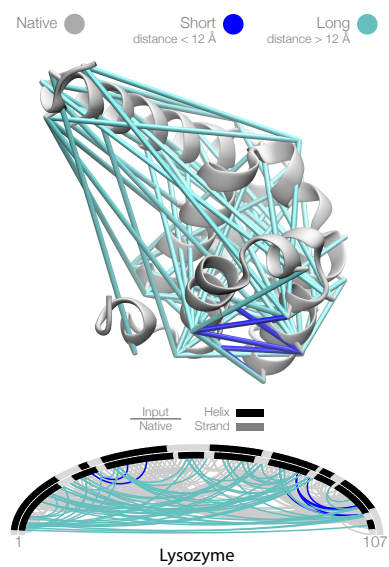 Native Short Long
distance < 12 Å distance > 12 Å
Input Helix
Native Strand
1 107
Lysozyme